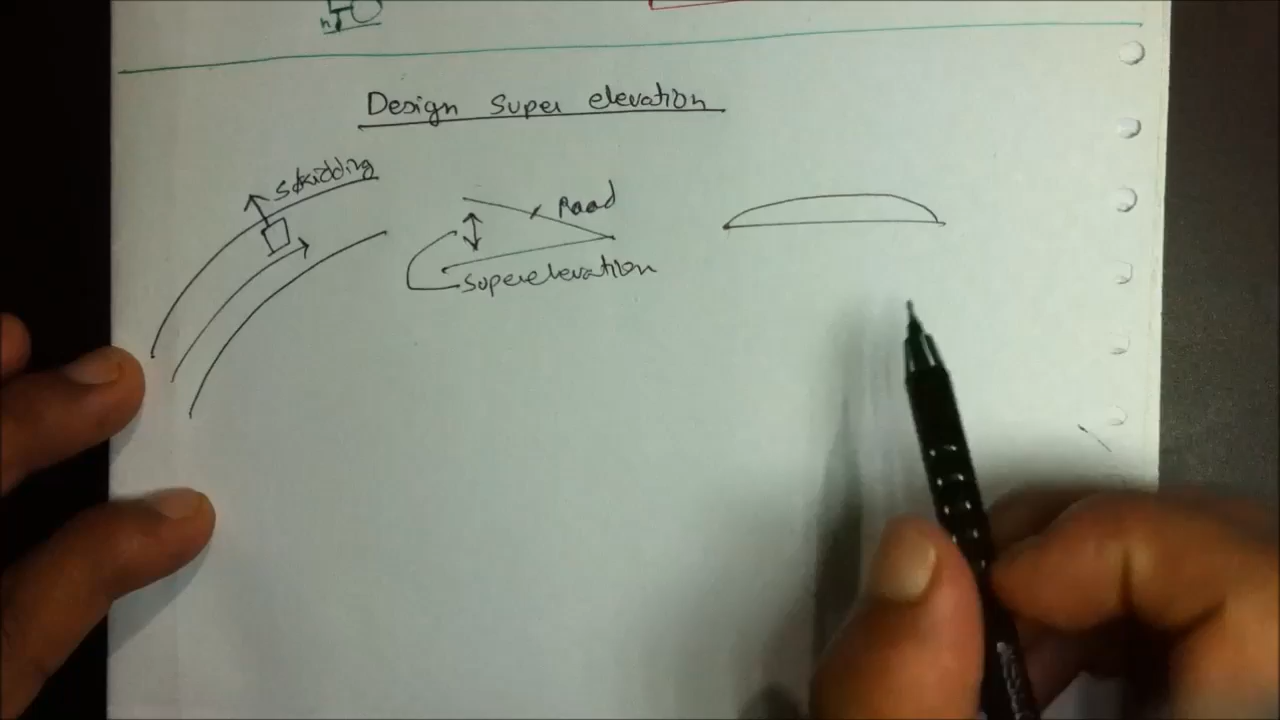 Design Super elevation
skidding
Road
superelevation